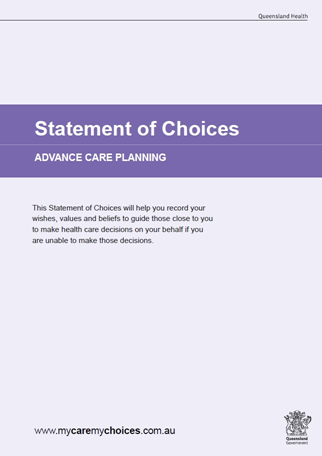 Queensland Health
Statement of Choices
ADVANCE CARE PLANNING
This Statement of Choices will help you record your
wishes, values and beliefs to guide those close to you
to make health care decisions on your behalf if you
are unable to make those decisions.
www.mycaremychoices.com.au
Queensland
Government